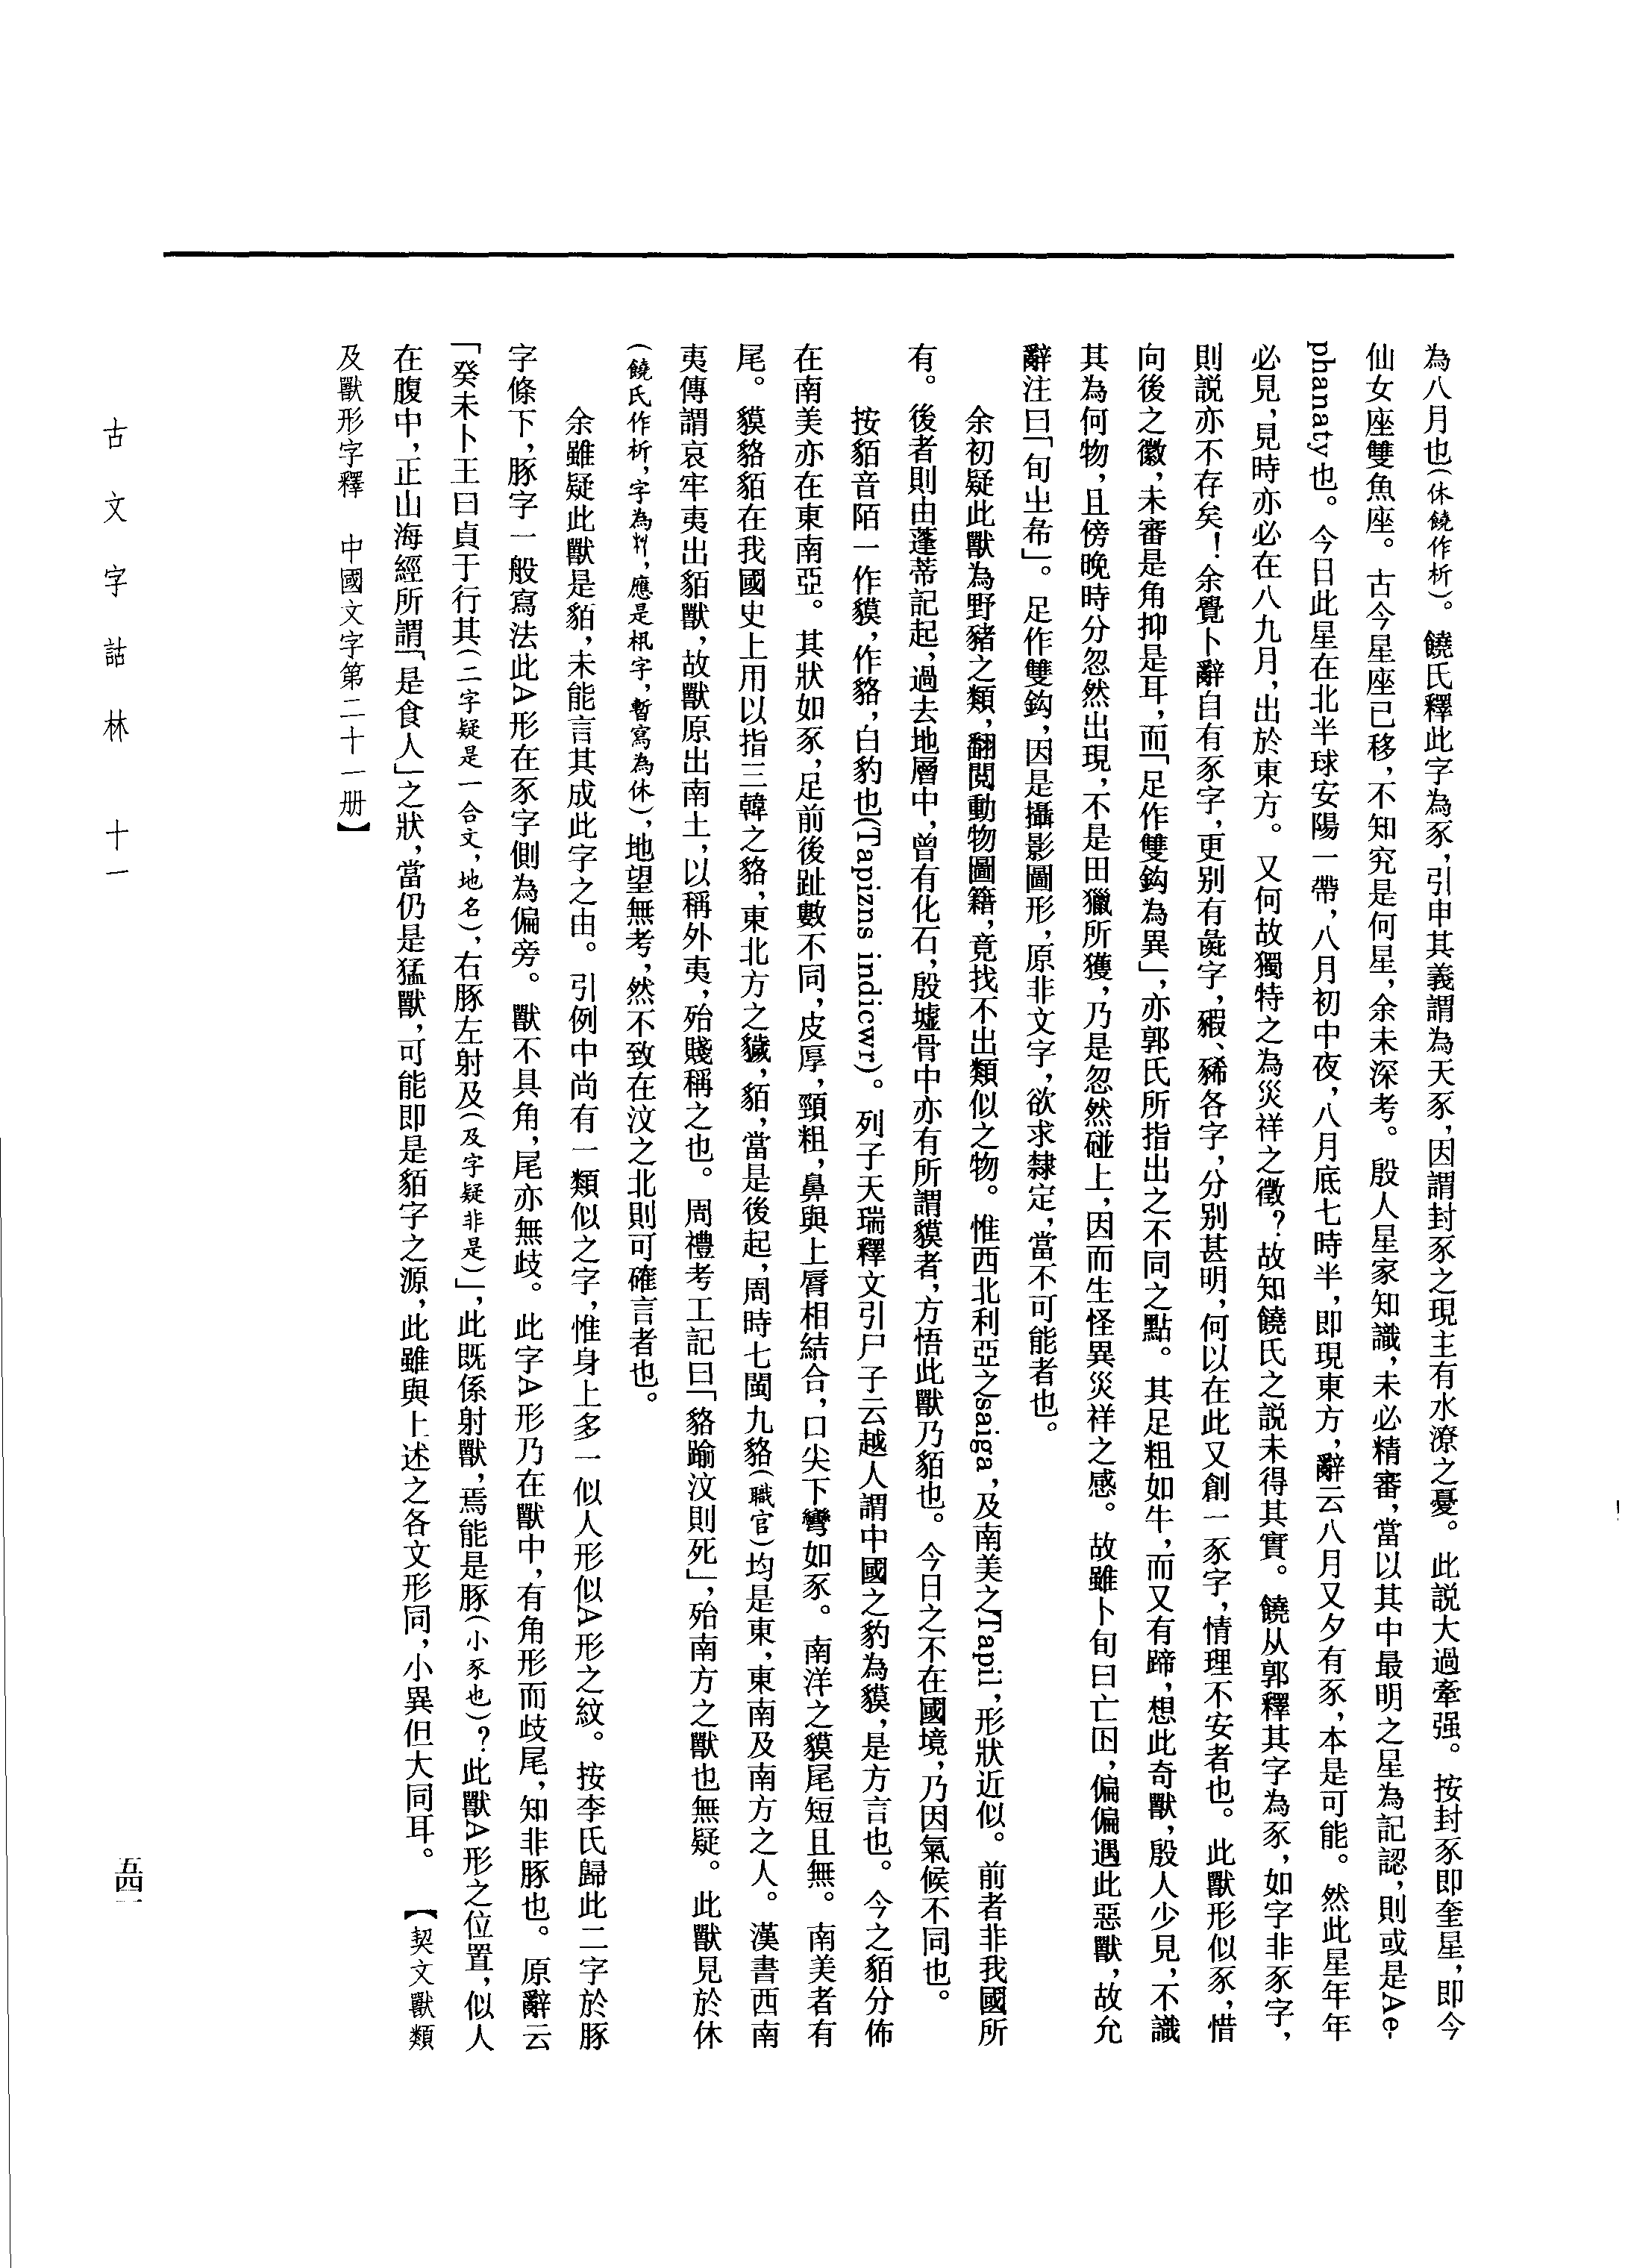 為八月也(休饒作析)。饒氏釋此字為豕,引申其義謂為天豕,因謂封豕之現主有水潦之憂。此説大過牽强。按封豕即奎星,即今
仙女座雙魚座。古今星座已移,不知究是何星,余未深考。殷人星家知識,未必精審,當以其中最明之星為記認,則或是Ae-
phanaty也。今日此星在北半球安陽一帶,八月初中夜,八月底七時半,即現東方,辭云八月又夕有豕,本是可能。然此星年年
必見,見時亦必在八九月,出於東方。又何故獨特之為災祥之徵?故知饒氏之説未得其實。饒从郭釋其字為豕,如字非豕字,
則説亦不存矣!余覺卜辭自有豕字,更别有彘字,豭、豨各字,分别甚明,何以在此又創一豕字,情理不安者也。此獸形似豕,惜
向後之徽,未審是角抑是耳,而「足作雙鈎為異」,亦郭氏所指出之不同之點。其足粗如牛,而又有蹄,想此奇獸,殷人少見,不識
其為何物,且傍晚時分忽然出現,不是田獵所獲,乃是忽然碰上,因而生怪異災祥之感。故雖卜旬曰亡囚,偏偏遇此惡獸,故允
辭注曰「旬㞢㣇」。足作雙鈎,因是攝影圖形,原非文字,欲求隸定,當不可能者也。
余初疑此獸為野豬之類,翻閲動物圖籍,竟找不出類似之物。惟西北利亞之saiga,及南美之Tapil,形狀近似。前者非我國所
有。後者則由蓬蒂記起,過去地層中,曾有化石,殷墟骨中亦有所謂貘者,方悟此獸乃貊也。今日之不在國境,乃因氣候不同也。
按貊音陌一作貘,作貉,白豹也(Tapizns indicwr)。列子天瑞釋文引尸子云越人謂中國之豹為貘,是方言也。今之貊分佈
在南美亦在東南亞。其狀如豕,足前後趾數不同,皮厚,頸粗,鼻與上脣相結合,口尖下彎如豕。南洋之貘尾短且無。南美者有
尾。貘貉貊在我國史上用以指三韓之貉,東北方之獩,貊,當是後起,周時七閩九貉(職官)均是東,東南及南方之人。漢書西南
夷傳謂哀牢夷出貊獸,故獸原出南土,以稱外夷,殆賤稱之也。周禮考工記曰「貉踰汶則死」,殆南方之獸也無疑。此獸見於休
(饒氏作析,字為,應是杋字,暫寫為休),地望無考,然不致在汶之北則可確言者也。
余雖疑此獸是貊,未能言其成此字之由。引例中尚有一類似之字,惟身上多一似人形似A形之紋。按李氏歸此二字於豚
字條下,豚字一般寫法此A形在豕字側為偏旁。獸不具角,尾亦無歧。此字A形乃在獸中,有角形而歧尾,知非豚也。原辭云
「癸未卜王曰貞于行其(二字疑是一合文,地名),右豚左射及(及字疑非是)」,此既係射獸,焉能是豚(小豕也)?此獸A形之位置,似人
在腹中,正山海經所謂「是食人」之狀,當仍是猛獸,可能即是貊字之源,此雖與上述之各文形同,小異但大同耳。【契文獸類
及獸形字釋 中國文字第二十一册】
古文字詁林 十一
五四一